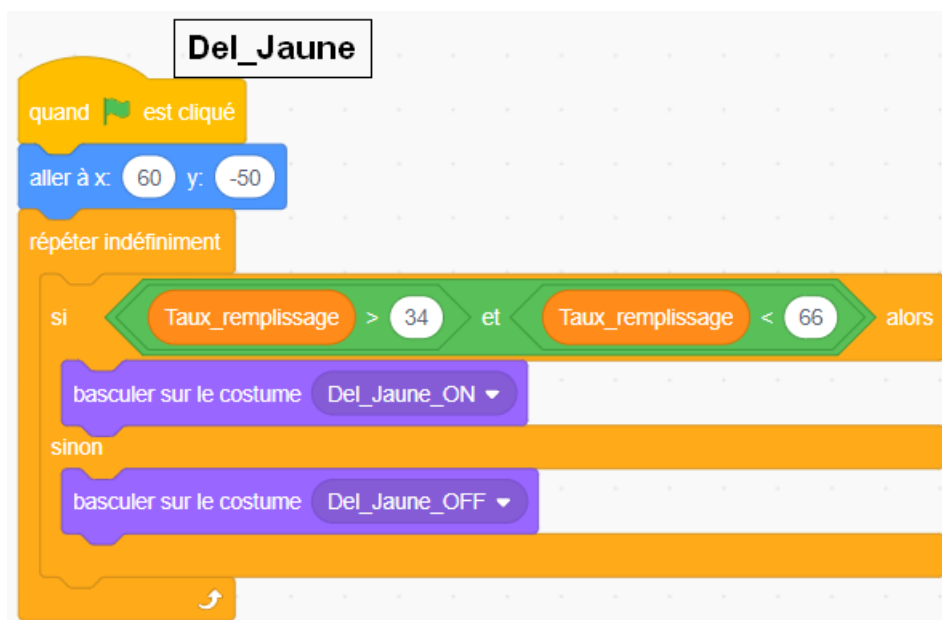 Del_Jaune
quand est cliqué
aller à x: 60 y: -50
répéter indéfiniment
si Taux_remplissage > 34 et Taux_remplissage < 66 alors
basculer sur le costume Del_Jaune_ON
sinon
basculer sur le costume Del_Jaune_OFF